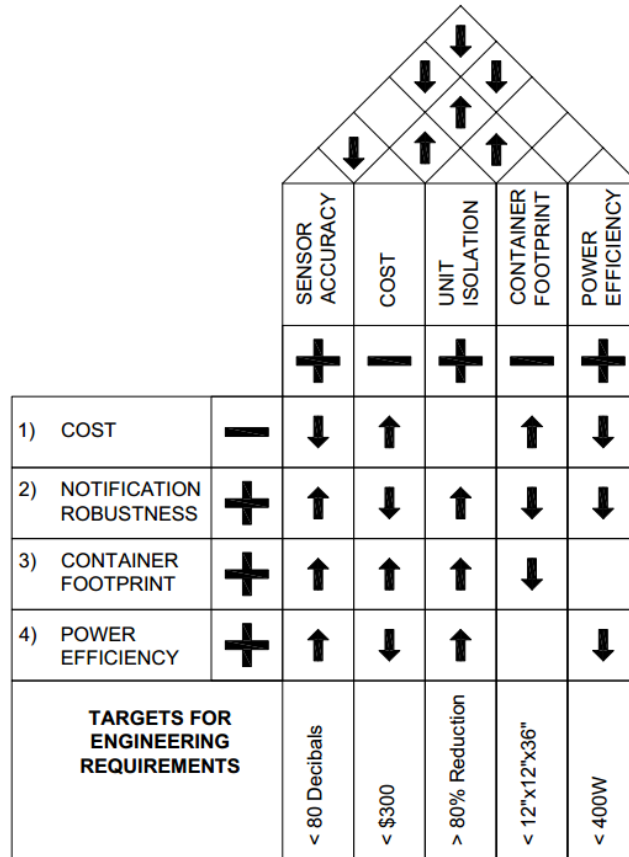 SENSOR
ACCURACY
COST
UNIT
ISOLATION
CONTAINER
FOOTPRINT
POWER
EFFICIENCY
1) COST
2) NOTIFICATION
ROBUSTNESS
3) CONTAINER
FOOTPRINT
4) POWER
EFFICIENCY
TARGETS FOR
ENGINEERING
REQUIREMENTS
< 80 Decibals
< $300
> 80% Reduction
< 12"x12"x36"
< 400W